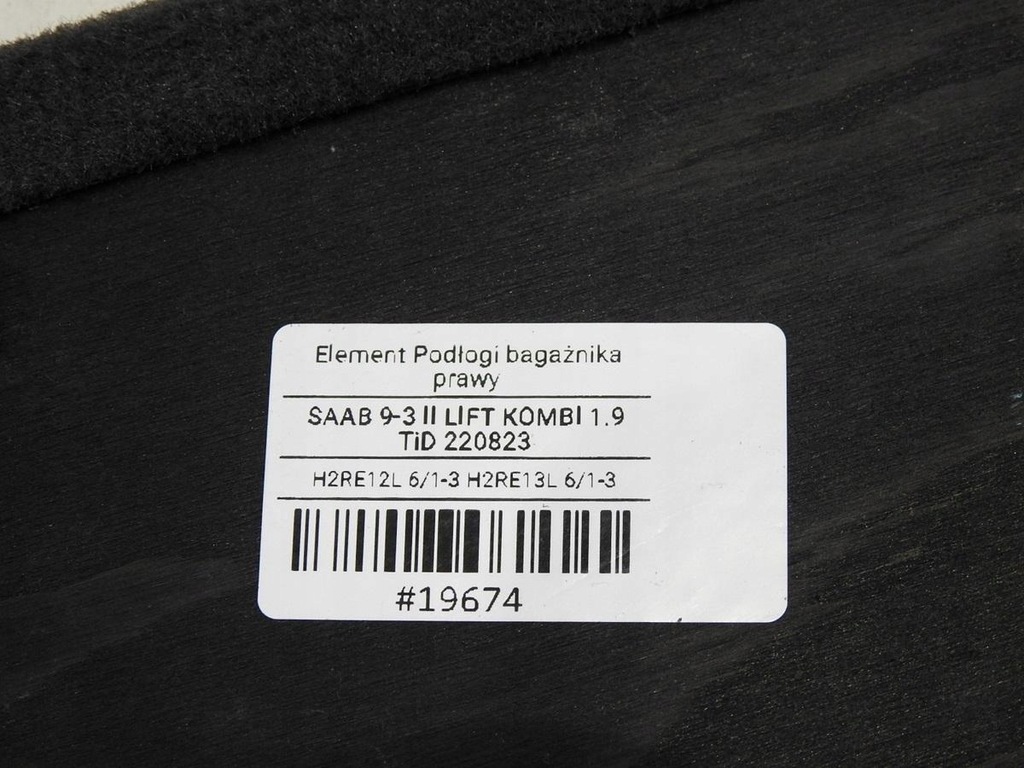 Element Podłogi bagażnika
prawy
SAAB 9-3 II LIFT KOMBI 1.9
TiD 220823
H2RE12L 6/1-3 H2RE13L 6/1-3
#19674